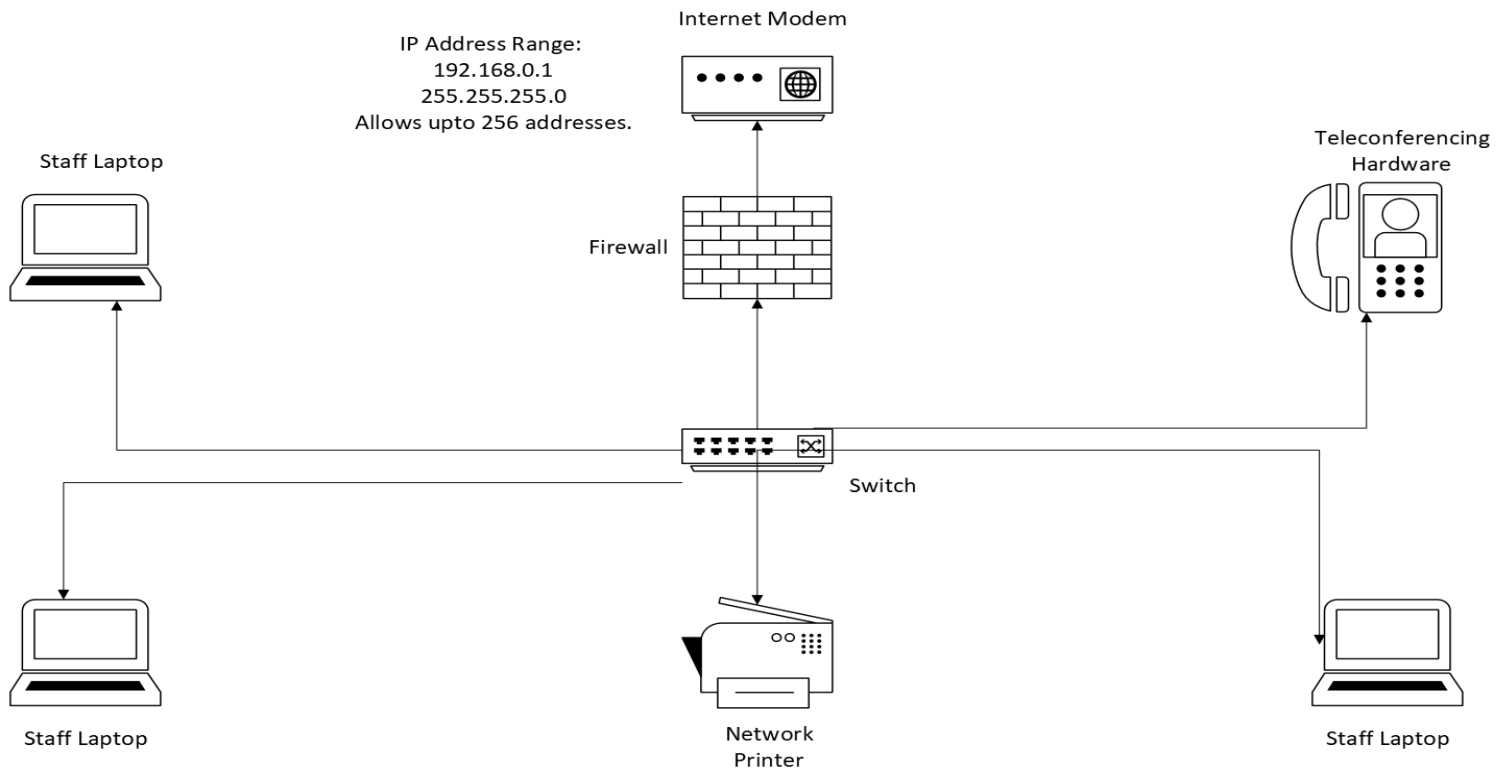 Internet Modem
IP Address Range:
192.168.0.1
255.255.255.0
Allows upto 256 addresses.
Staff Laptop
Teleconferencing
Hardware
Firewall
Switch
Staff Laptop
Network
Printer
Staff Laptop